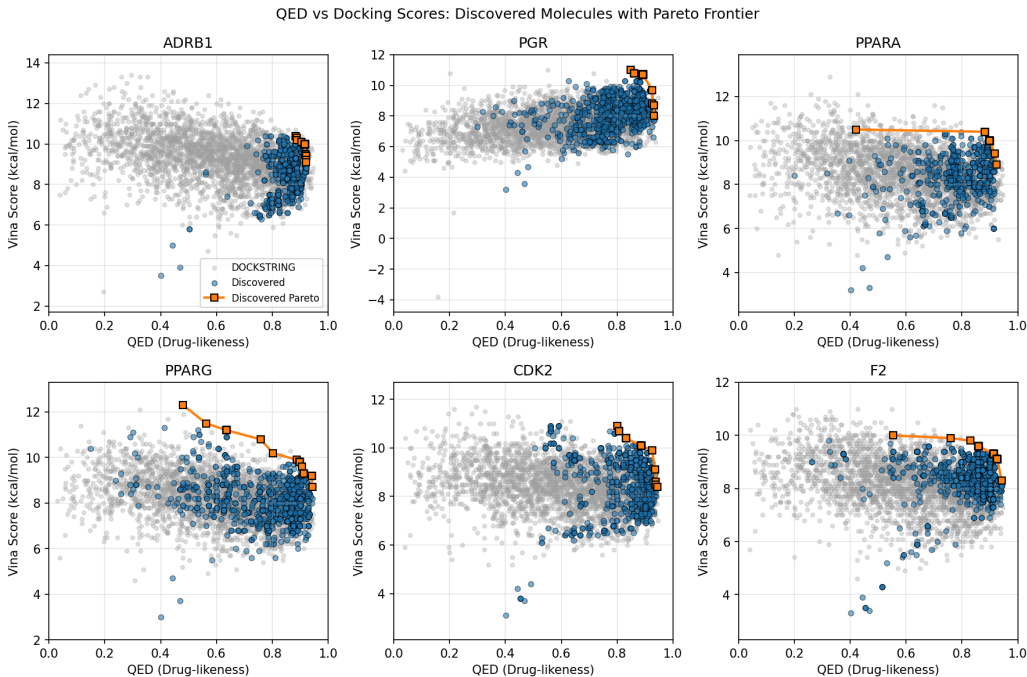 QED vs Docking Scores: Discovered Molecules with Pareto Frontier
ADRB1
14
12
10
8
6
4
2
Vina Score (kcal/mol)
DOCKSTRING
Discovered
Discovered Pareto
0.0 0.2 0.4 0.6 0.8 1.0
QED (Drug-likeness)
PGR
12
10
8
6
4
2
0
−2
−4
Vina Score (kcal/mol)
0.0 0.2 0.4 0.6 0.8 1.0
QED (Drug-likeness)
PPARA
12
10
8
6
4
Vina Score (kcal/mol)
0.0 0.2 0.4 0.6 0.8 1.0
QED (Drug-likeness)
PPARG
12
10
8
6
4
2
Vina Score (kcal/mol)
0.0 0.2 0.4 0.6 0.8 1.0
QED (Drug-likeness)
CDK2
12
10
8
6
4
Vina Score (kcal/mol)
0.0 0.2 0.4 0.6 0.8 1.0
QED (Drug-likeness)
F2
12
10
8
6
4
Vina Score (kcal/mol)
0.0 0.2 0.4 0.6 0.8 1.0
QED (Drug-likeness)